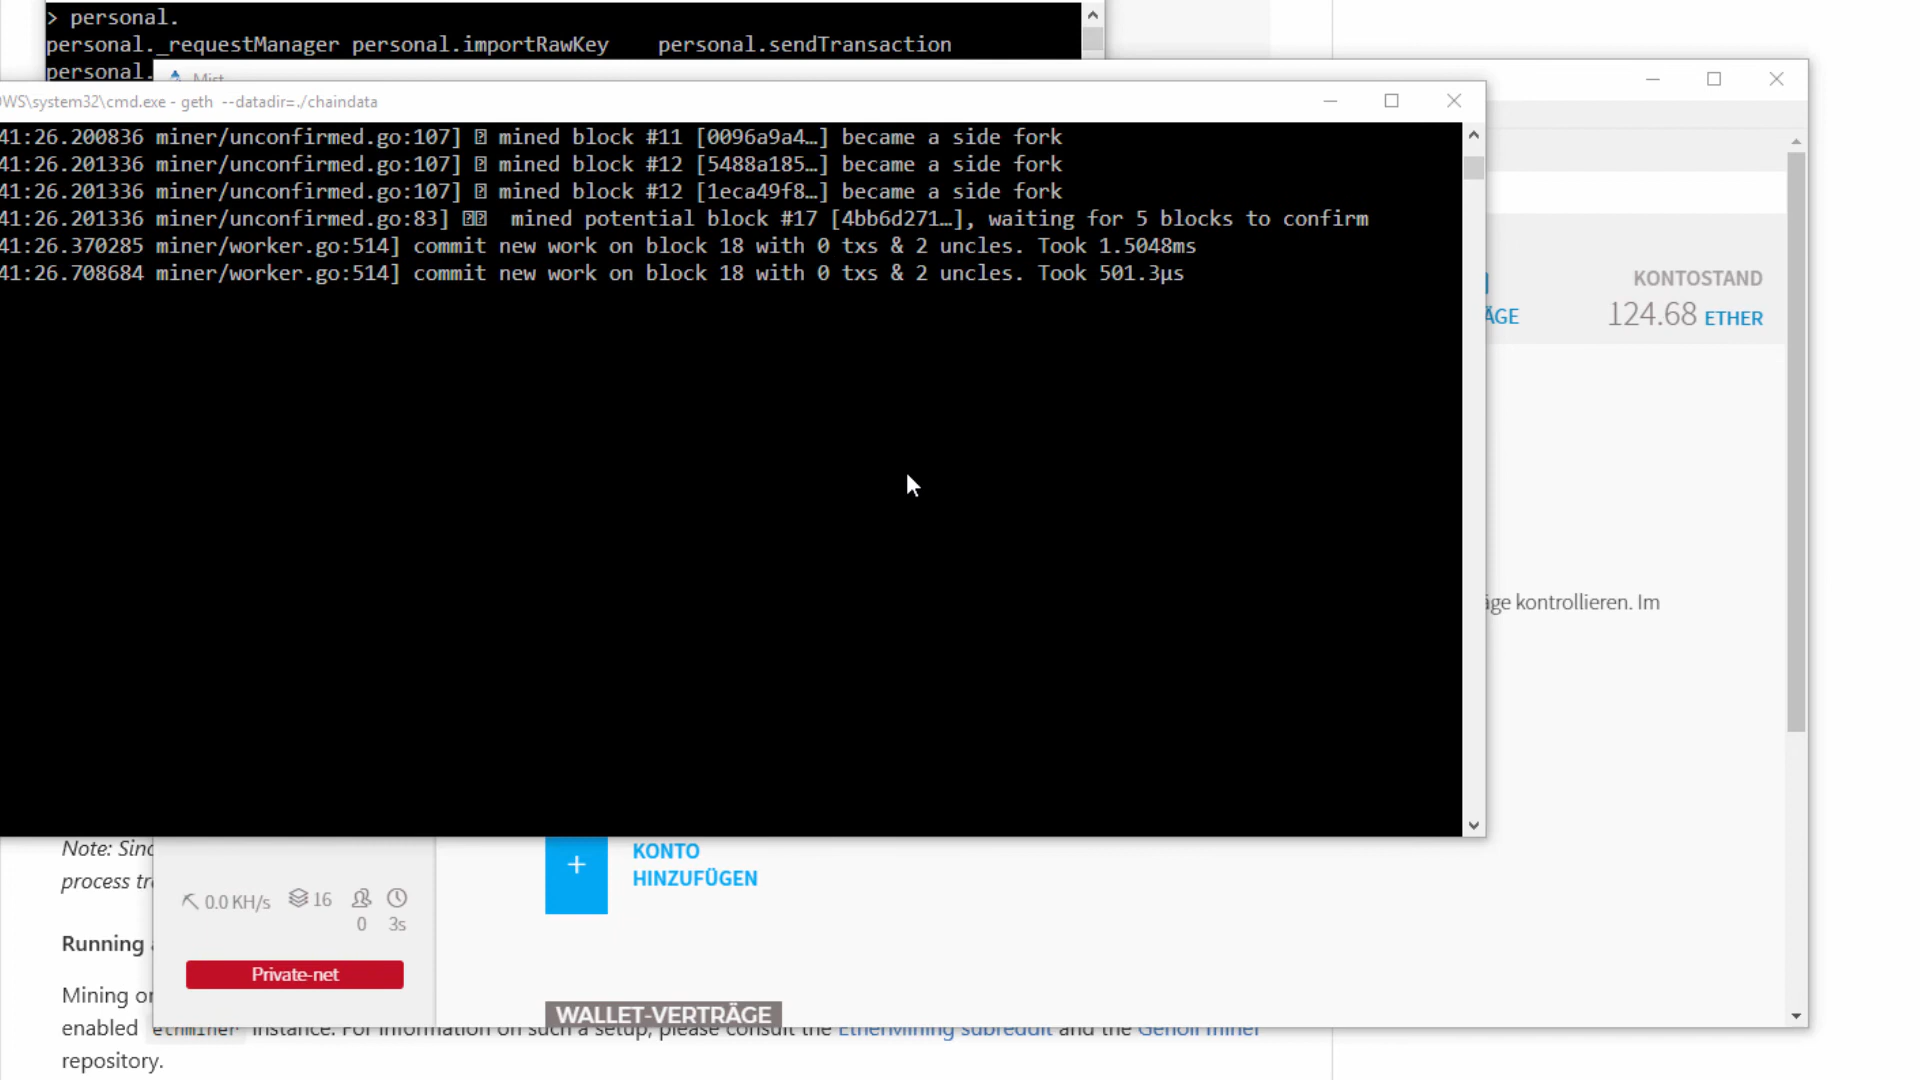 > personal.
personal._requestManager personal.importRawKey    personal.sendTransaction
personal.
Mist
OWS\system32\cmd.exe - geth  --datadir=./chaindata
41:26.200836 miner/unconfirmed.go:107] mined block #11 [0096a9a4…] became a side fork
41:26.201336 miner/unconfirmed.go:107] mined block #12 [5488a185…] became a side fork
41:26.201336 miner/unconfirmed.go:107] mined block #12 [1eca49f8…] became a side fork
41:26.201336 miner/unconfirmed.go:83] mined potential block #17 [4bb6d271…], waiting for 5 blocks to confirm
41:26.370285 miner/worker.go:514] commit new work on block 18 with 0 txs & 2 uncles. Took 1.5048ms
41:26.708684 miner/worker.go:514] commit new work on block 18 with 0 txs & 2 uncles. Took 501.3µs
KONTOSTAND
ÄGE
124.68 ETHER
äge kontrollieren. Im
Note: Sinc
process tr
KONTO
HINZUFÜGEN
0.0 KH/s 16
0 3s
Running
Private-net
Mining or
WALLET-VERTRÄGE
enabled ethminer instance. For information on such a setup, please consult the EtherMining subreddit and the Genoil miner
repository.